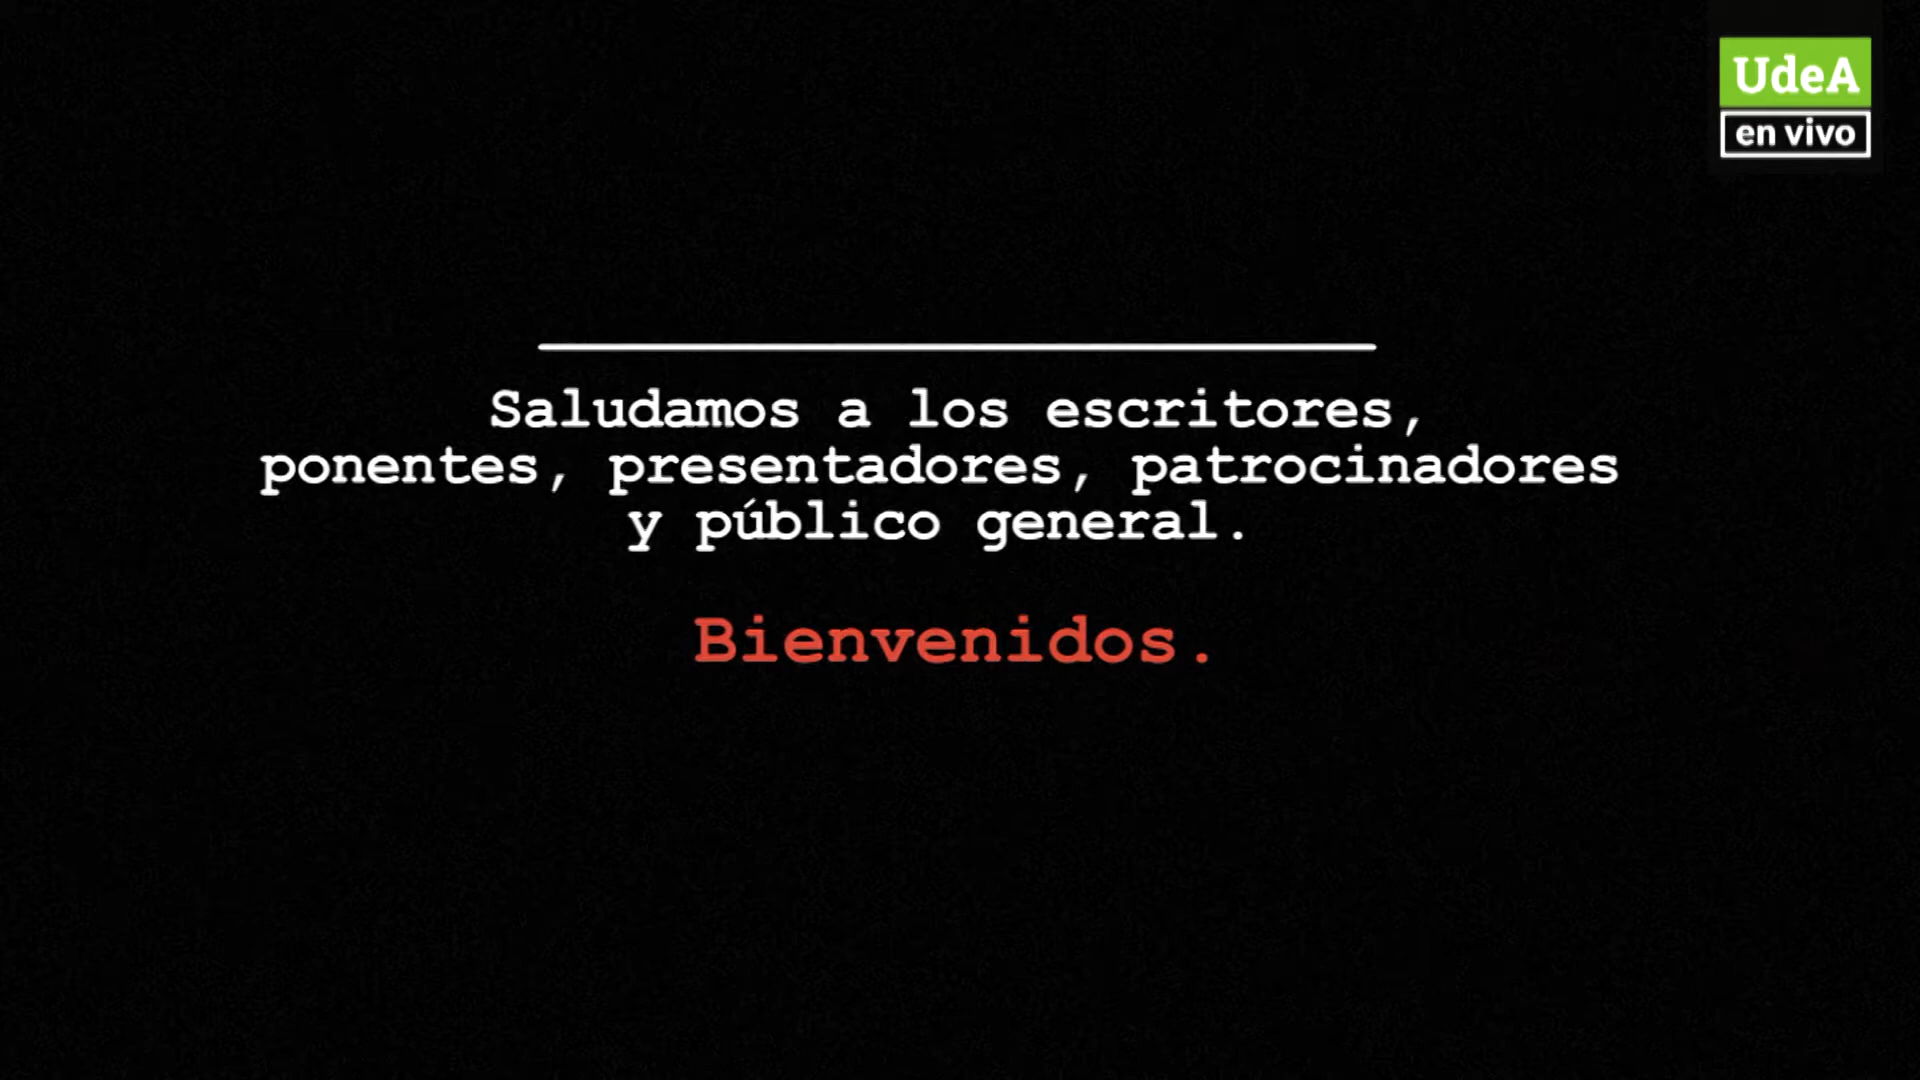 UdeA
en vivo
Saludamos a los escritores,
ponentes, presentadores, patrocinadores
y público general.
Bienvenidos.